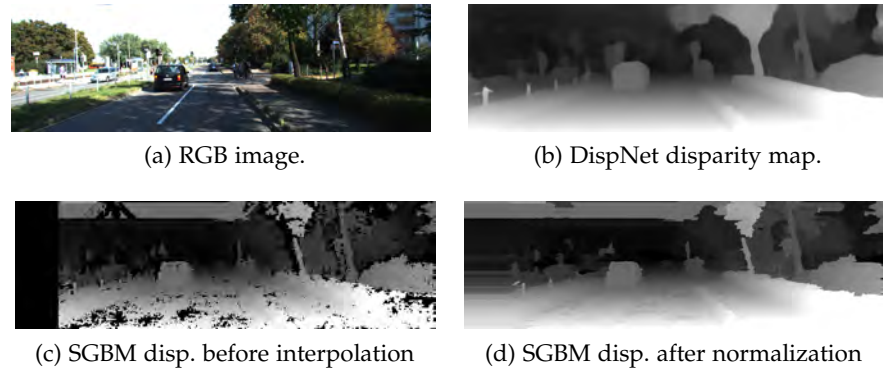 (a) RGB image.
(b) DispNet disparity map.
(c) SGBM disp. before interpolation
(d) SGBM disp. after normalization